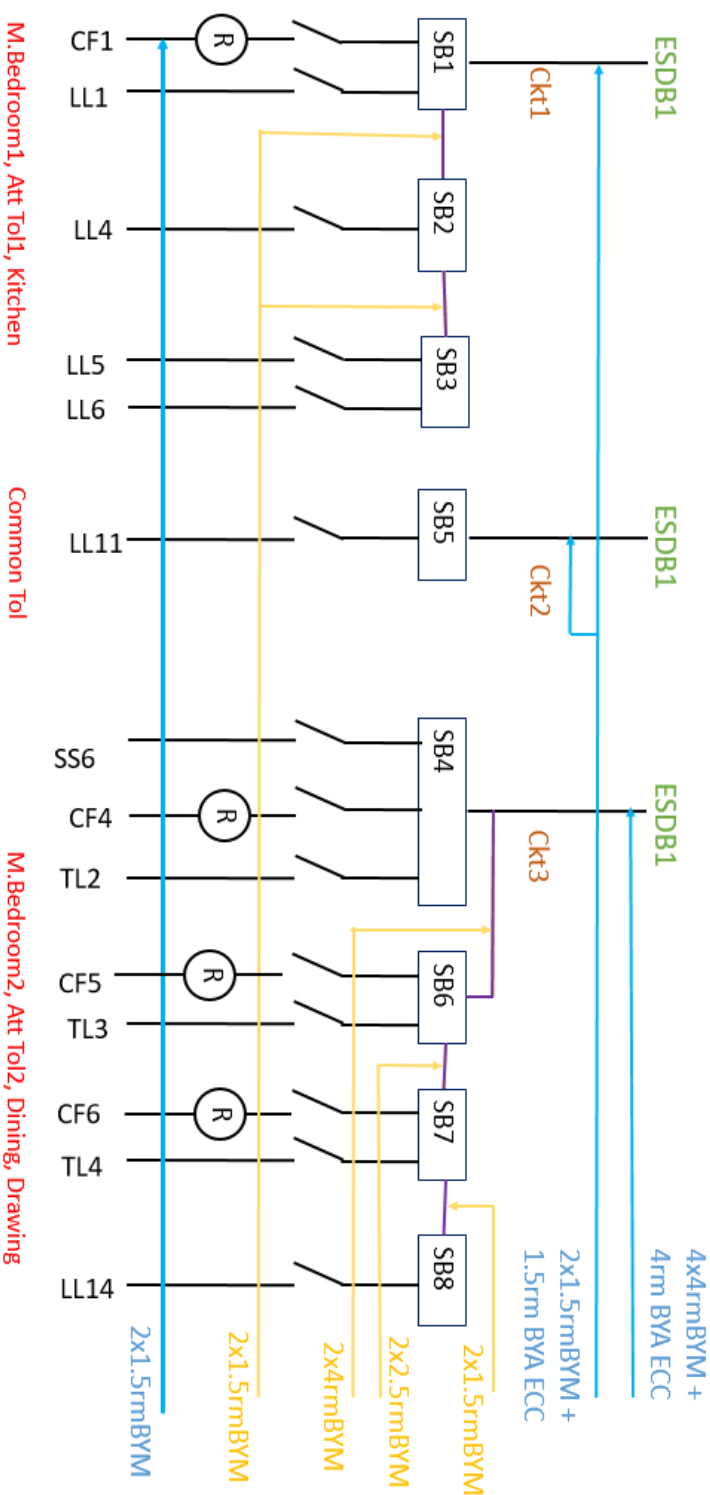 ESDB1
ESDB1
ESDB1
4x4rmBYM +
4rm BYA ECC
2x1.5rmBYM +
1.5rm BYA ECC
Ckt1
Ckt2
Ckt3
2x1.5rmBYM
SB1
SB2
SB3
SB5
SB4
SB6
SB7
SB8
2x2.5rmBYM
2x4rmBYM
2x1.5rmBYM
R
R
R
R
2x1.5rmBYM
CF1
LL1
LL4
LL5
LL6
LL11
SS6
CF4
TL2
CF5
TL3
CF6
TL4
LL14
M.Bedroom1, Att Tol1, Kitchen
Common Tol
M.Bedroom2, Att Tol2, Dining, Drawing